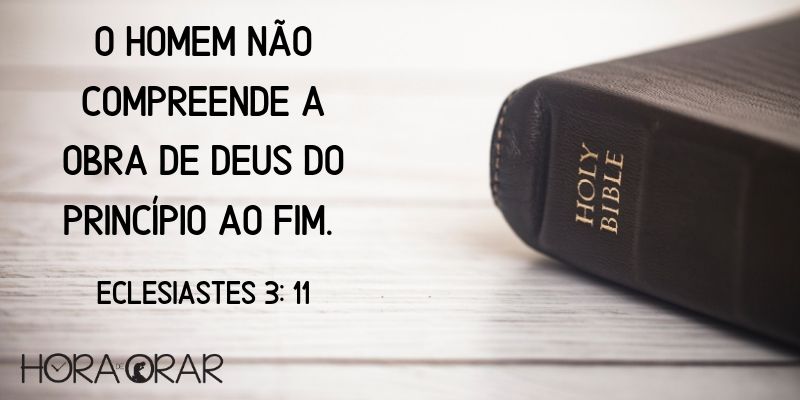 O HOMEM NÃO
COMPREENDE A
OBRA DE DEUS DO
PRINCÍPIO AO FIM.
ECLESIASTES 3: 11
HOLY
BIBLE
HORA DE ORAR